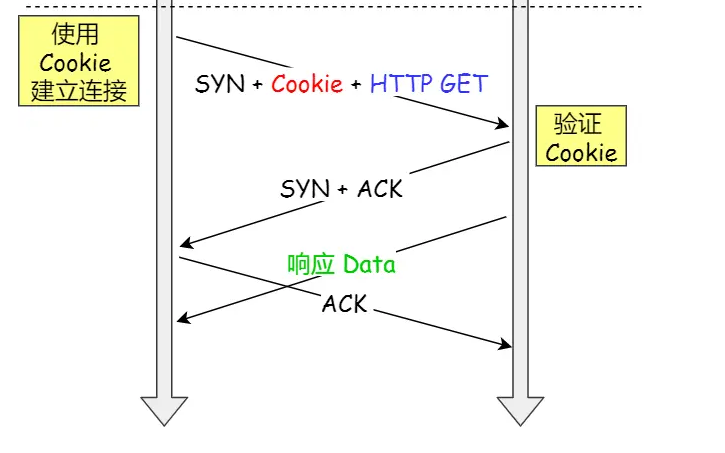 使用
Cookie
建立连接
SYN + Cookie + HTTP GET
验证
Cookie
SYN + ACK
响应 Data
ACK